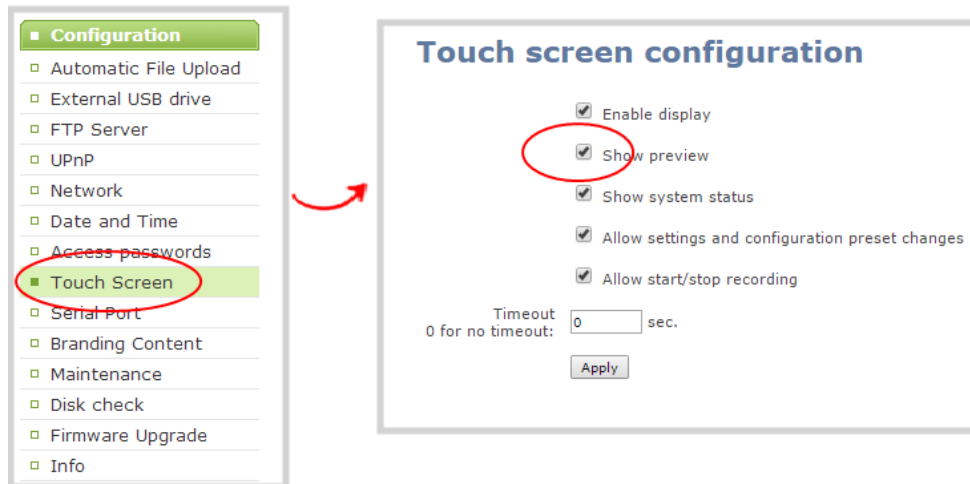 Configuration
Automatic File Upload
External USB drive
FTP Server
UPnP
Network
Date and Time
Access passwords
Touch Screen
Serial Port
Branding Content
Maintenance
Disk check
Firmware Upgrade
Info
Touch screen configuration
Enable display
Show preview
Show system status
Allow settings and configuration preset changes
Allow start/stop recording
Timeout
0 for no timeout: 0 sec.
Apply